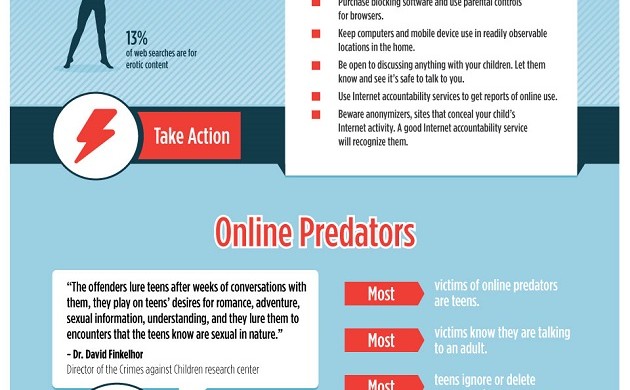 Purchase blocking software and use parental controls
for browsers.
Keep computers and mobile device use in readily observable
locations in the home.
Be open to discussing anything with your children. Let them
know and see it's safe to talk to you.
Use Internet accountability services to get reports of online use.
Beware anonymizers, sites that conceal your child's
Internet activity. A good Internet accountability service
will recognize them.
13%
of web searches are for
erotic content
Take Action
Online Predators
"The offenders lure teens after weeks of conversations with
them, they play on teens' desires for romance, adventure,
sexual information, understanding, and they lure them to
encounters that the teens know are sexual in nature."
– Dr. David Finkelhor
Director of the Crimes against Children research center
Most victims of online predators
are teens.
Most victims know they are talking
to an adult.
Most teens ignore or delete